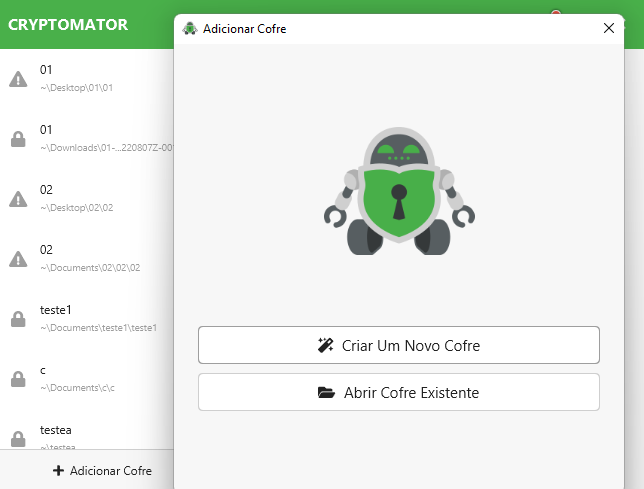 CRYPTOMATOR
Adicionar Cofre
01
~\Desktop\01\01
01
~\Downloads\01-...220807Z-00
02
~\Desktop\02\02
02
~\Documents\02\02\02
teste1
~\Documents\teste1\teste1
c
~\Documents\c\c
testea
~\testea
Adicionar Cofre
Criar Um Novo Cofre
Abrir Cofre Existente